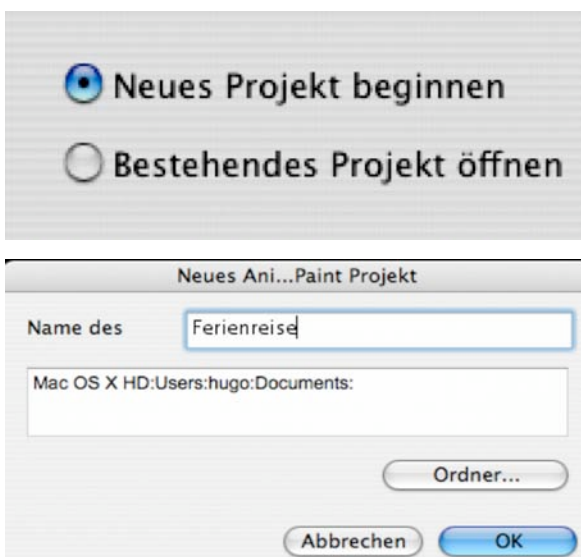 Neues Projekt beginnen
Bestehendes Projekt öffnen
Neues Ani...Paint Projekt
Name des Ferienreise
Mac OS X HD:Users:hugo:Documents:
Ordner...
Abbrechen OK